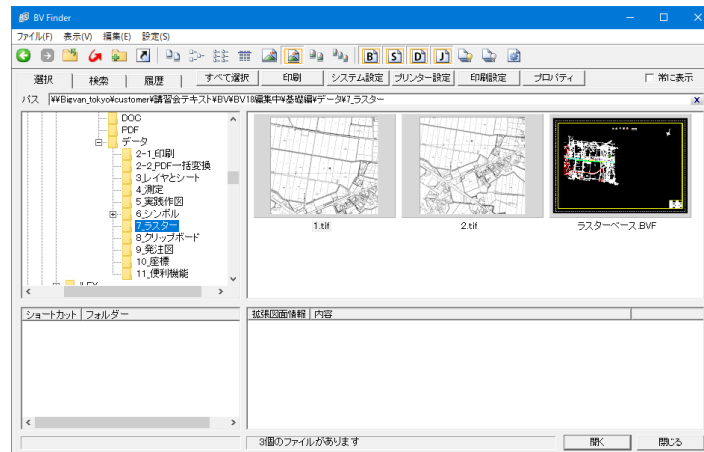 BV Finder
ファイル(F) 表示(V) 編集(E) 設定(S)
B S D J
選択 検索 履歴 すべて選択 印刷 システム設定 プリンター設定 印刷設定 プロパティ 常に表示
パス ¥¥Bigvan_tokyo¥customer¥講習会テキスト¥BV¥BV18編集中¥基礎編¥データ¥7_ラスター
DOC
PDF
データ
2-1_印刷
2-2_PDF一括変換
3_レイヤとシート
4_測定
5_実践作図
6_シンボル
7_ラスター
8_クリップボード
9_発注図
10_座標
11_便利機能
1.tif 2.tif ラスターベース.BVF
ショートカット フォルダー
拡張図面情報 内容
3個のファイルがあります 開く 閉じる